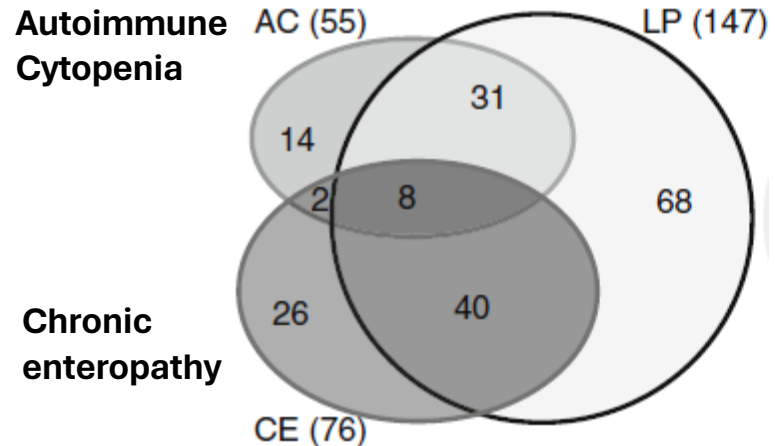 Autoimmune
Cytopenia
AC (55)
LP (147)
31
14
2
8
68
26
40
Chronic
enteropathy
CE (76)